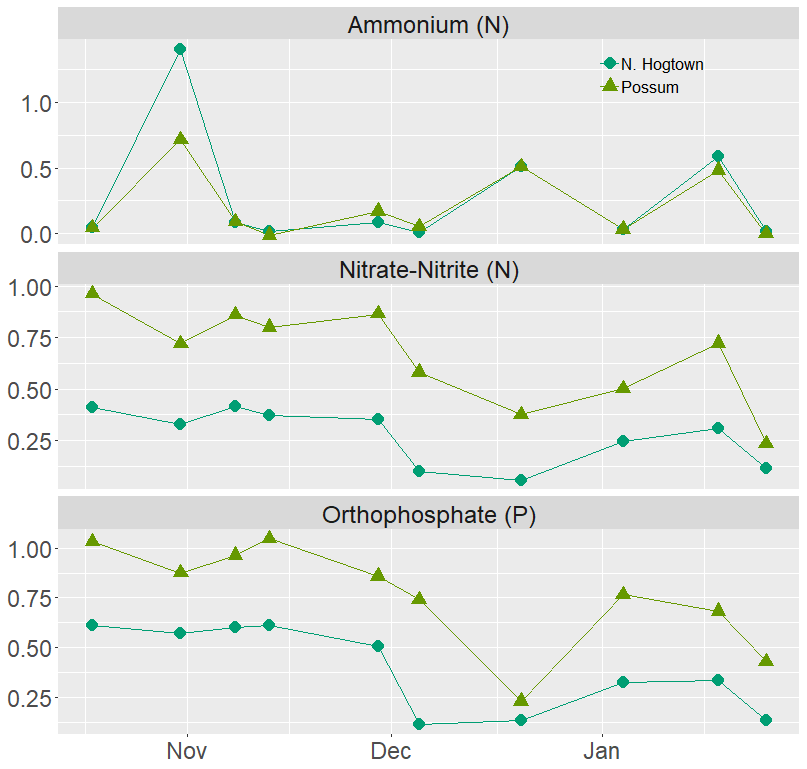 Ammonium (N)
N. Hogtown
Possum
1.0
0.5
0.0
Nitrate-Nitrite (N)
1.00
0.75
0.50
0.25
Orthophosphate (P)
1.00
0.75
0.50
0.25
Nov Dec Jan